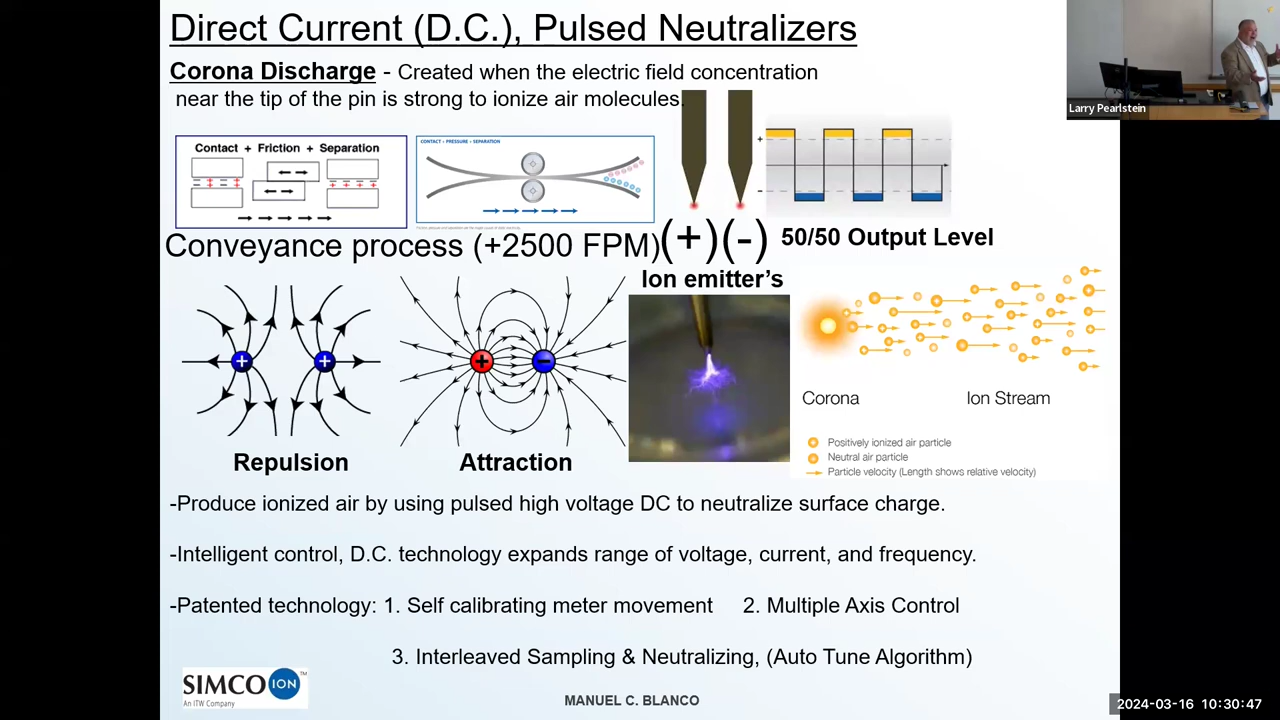 Direct Current (D.C.), Pulsed Neutralizers
Corona Discharge - Created when the electric field concentration
near the tip of the pin is strong to ionize air molecules.
Larry Pearlstein
Contact + Friction + Separation
CONTACT + PRESSURE + SEPARATION
+
-
Conveyance process (+2500 FPM)
(+)(-)
50/50 Output Level
Ion emitter's
+ +
+ -
Repulsion
Attraction
Corona
Ion Stream
Positively ionized air particle
Neutral air particle
Particle velocity (Length shows relative velocity)
-Produce ionized air by using pulsed high voltage DC to neutralize surface charge.
-Intelligent control, D.C. technology expands range of voltage, current, and frequency.
-Patented technology: 1. Self calibrating meter movement 2. Multiple Axis Control
3. Interleaved Sampling & Neutralizing, (Auto Tune Algorithm)
SIMCO ION™
An ITW Company
MANUEL C. BLANCO
2024-03-16 10:30:47